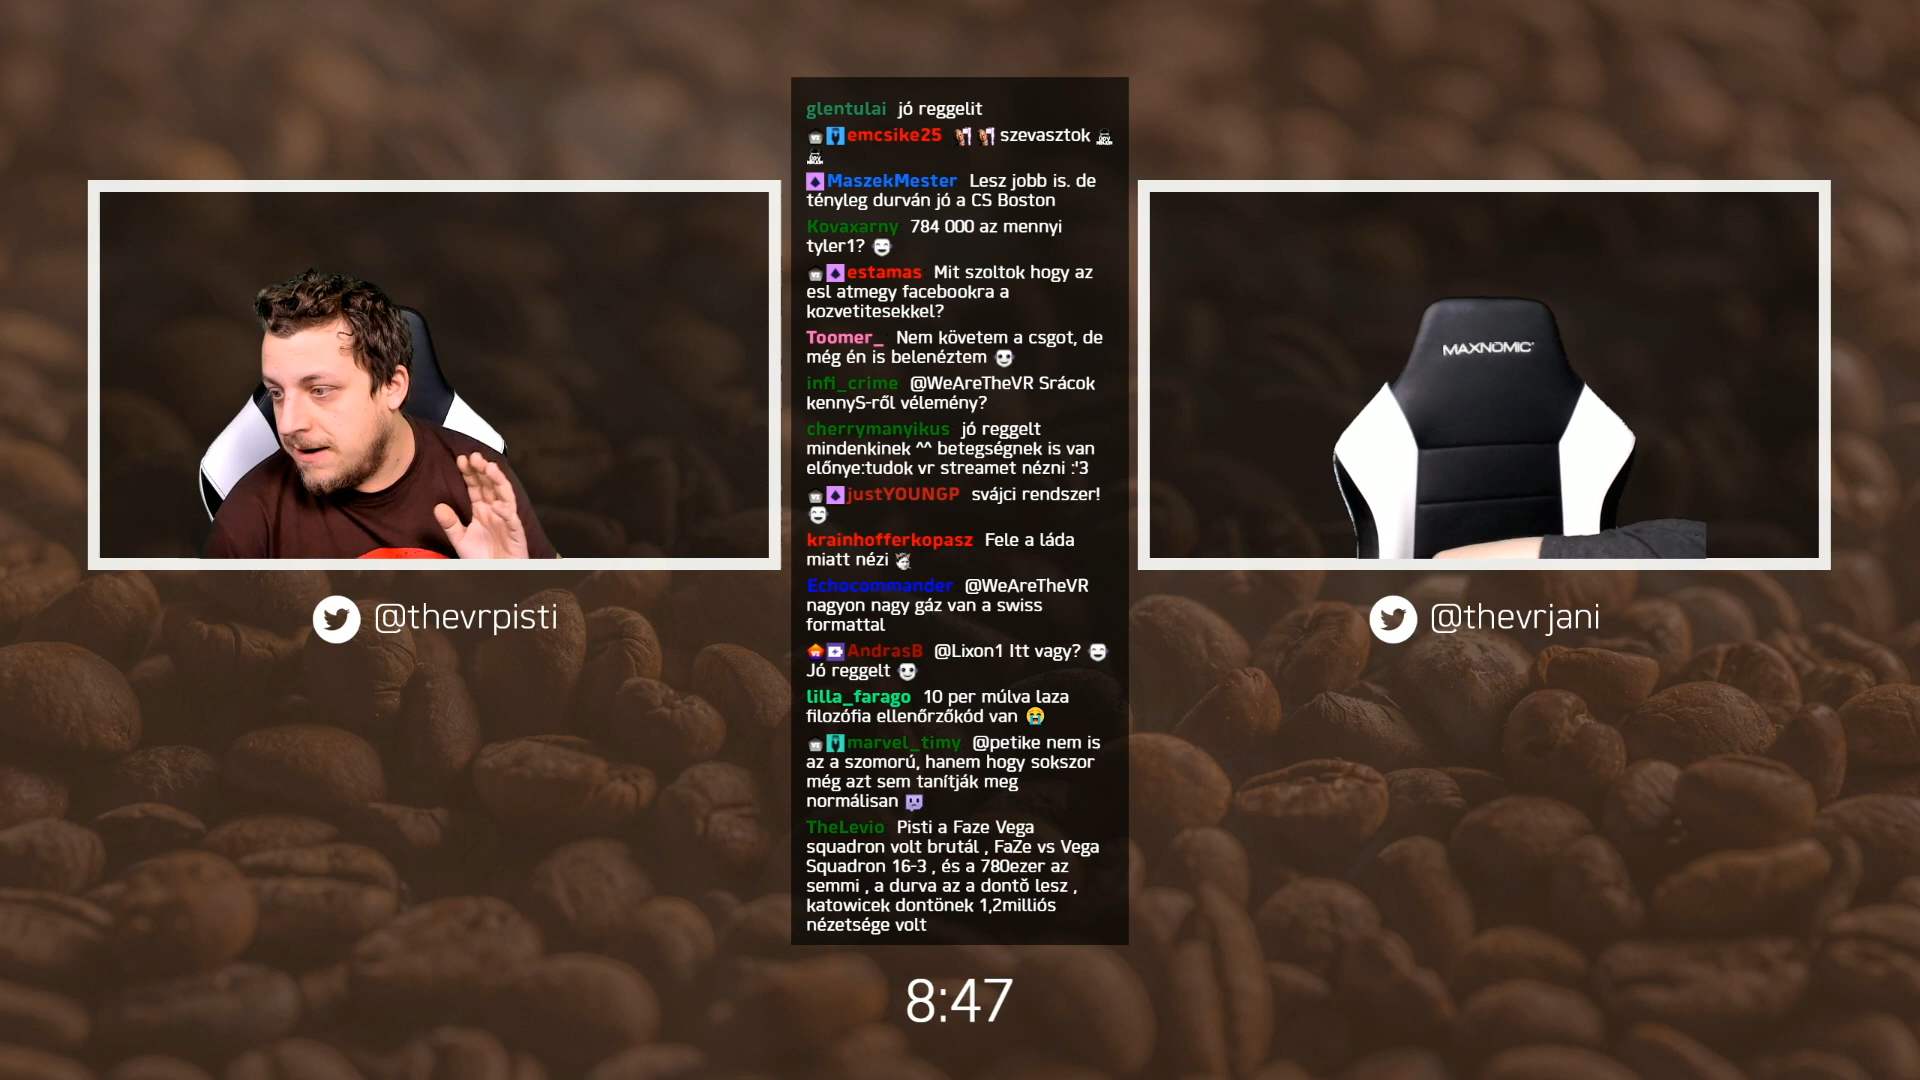 glentulai jó reggelit
emcsike25 szevasztok
MaszekMester Lesz jobb is. de
tényleg durván jó a CS Boston
Kovaxarny 784 000 az mennyi
tyler1?
estamas Mit szoltok hogy az
esl atmegy facebookra a
kozvetitesekkel?
Toomer_ Nem követem a csgot, de
még én is belenéztem
infi_crime @WeAreTheVR Srácok
kennyS-ről vélemény?
cherrymanyikus jó reggelt
mindenkinek ^^ betegségnek is van
előnye:tudok vr streamet nézni :'3
justYOUNGP svájci rendszer!
krainhofferkopasz Fele a láda
miatt nézi
Echocommander @WeAreTheVR
nagyon nagy gáz van a swiss
formattal
AndrasB @Lixon1 Itt vagy?
Jó reggelt
lilla_farago 10 per múlva laza
filozófia ellenőrzőkód van
marvel_timy @petike nem is
az a szomorú, hanem hogy sokszor
még azt sem tanítják meg
normálisan
TheLevio Pisti a Faze Vega
squadron volt brutál , FaZe vs Vega
Squadron 16-3 , és a 780ezer az
semmi , a durva az a dontő lesz ,
katowicek dontönek 1,2milliós
nézetsége volt
MAXNOMIC
@thevrpisti
@thevrjani
8:47